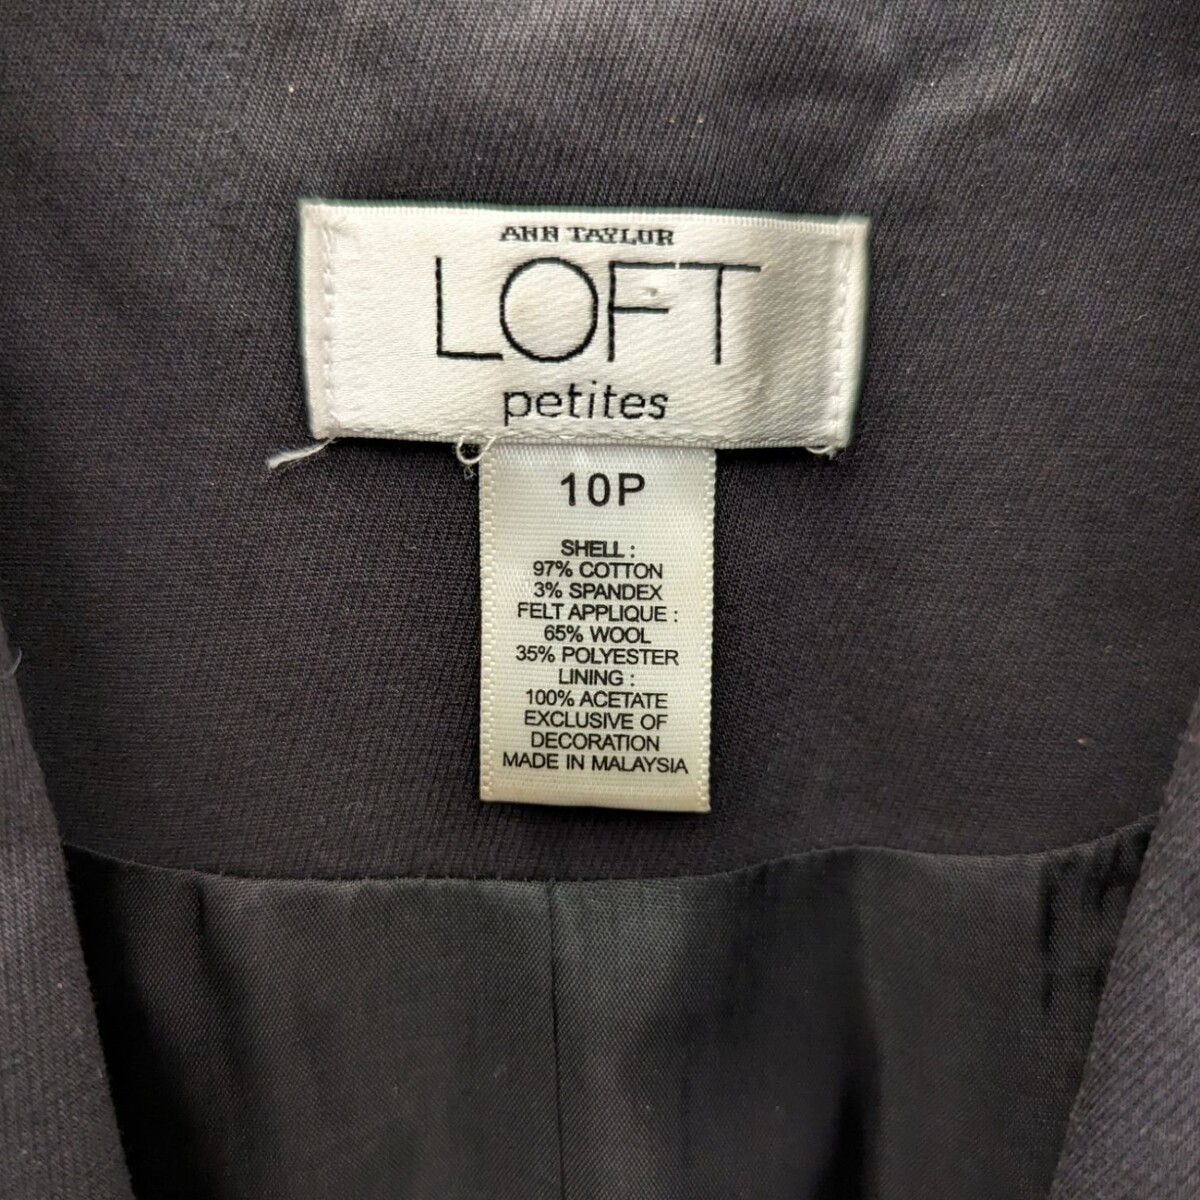 ANN TAYLOR
LOFT
petites
10P
SHELL :
97% COTTON
3% SPANDEX
FELT APPLIQUE :
65% WOOL
35% POLYESTER
LINING :
100% ACETATE
EXCLUSIVE OF
DECORATION
MADE IN MALAYSIA